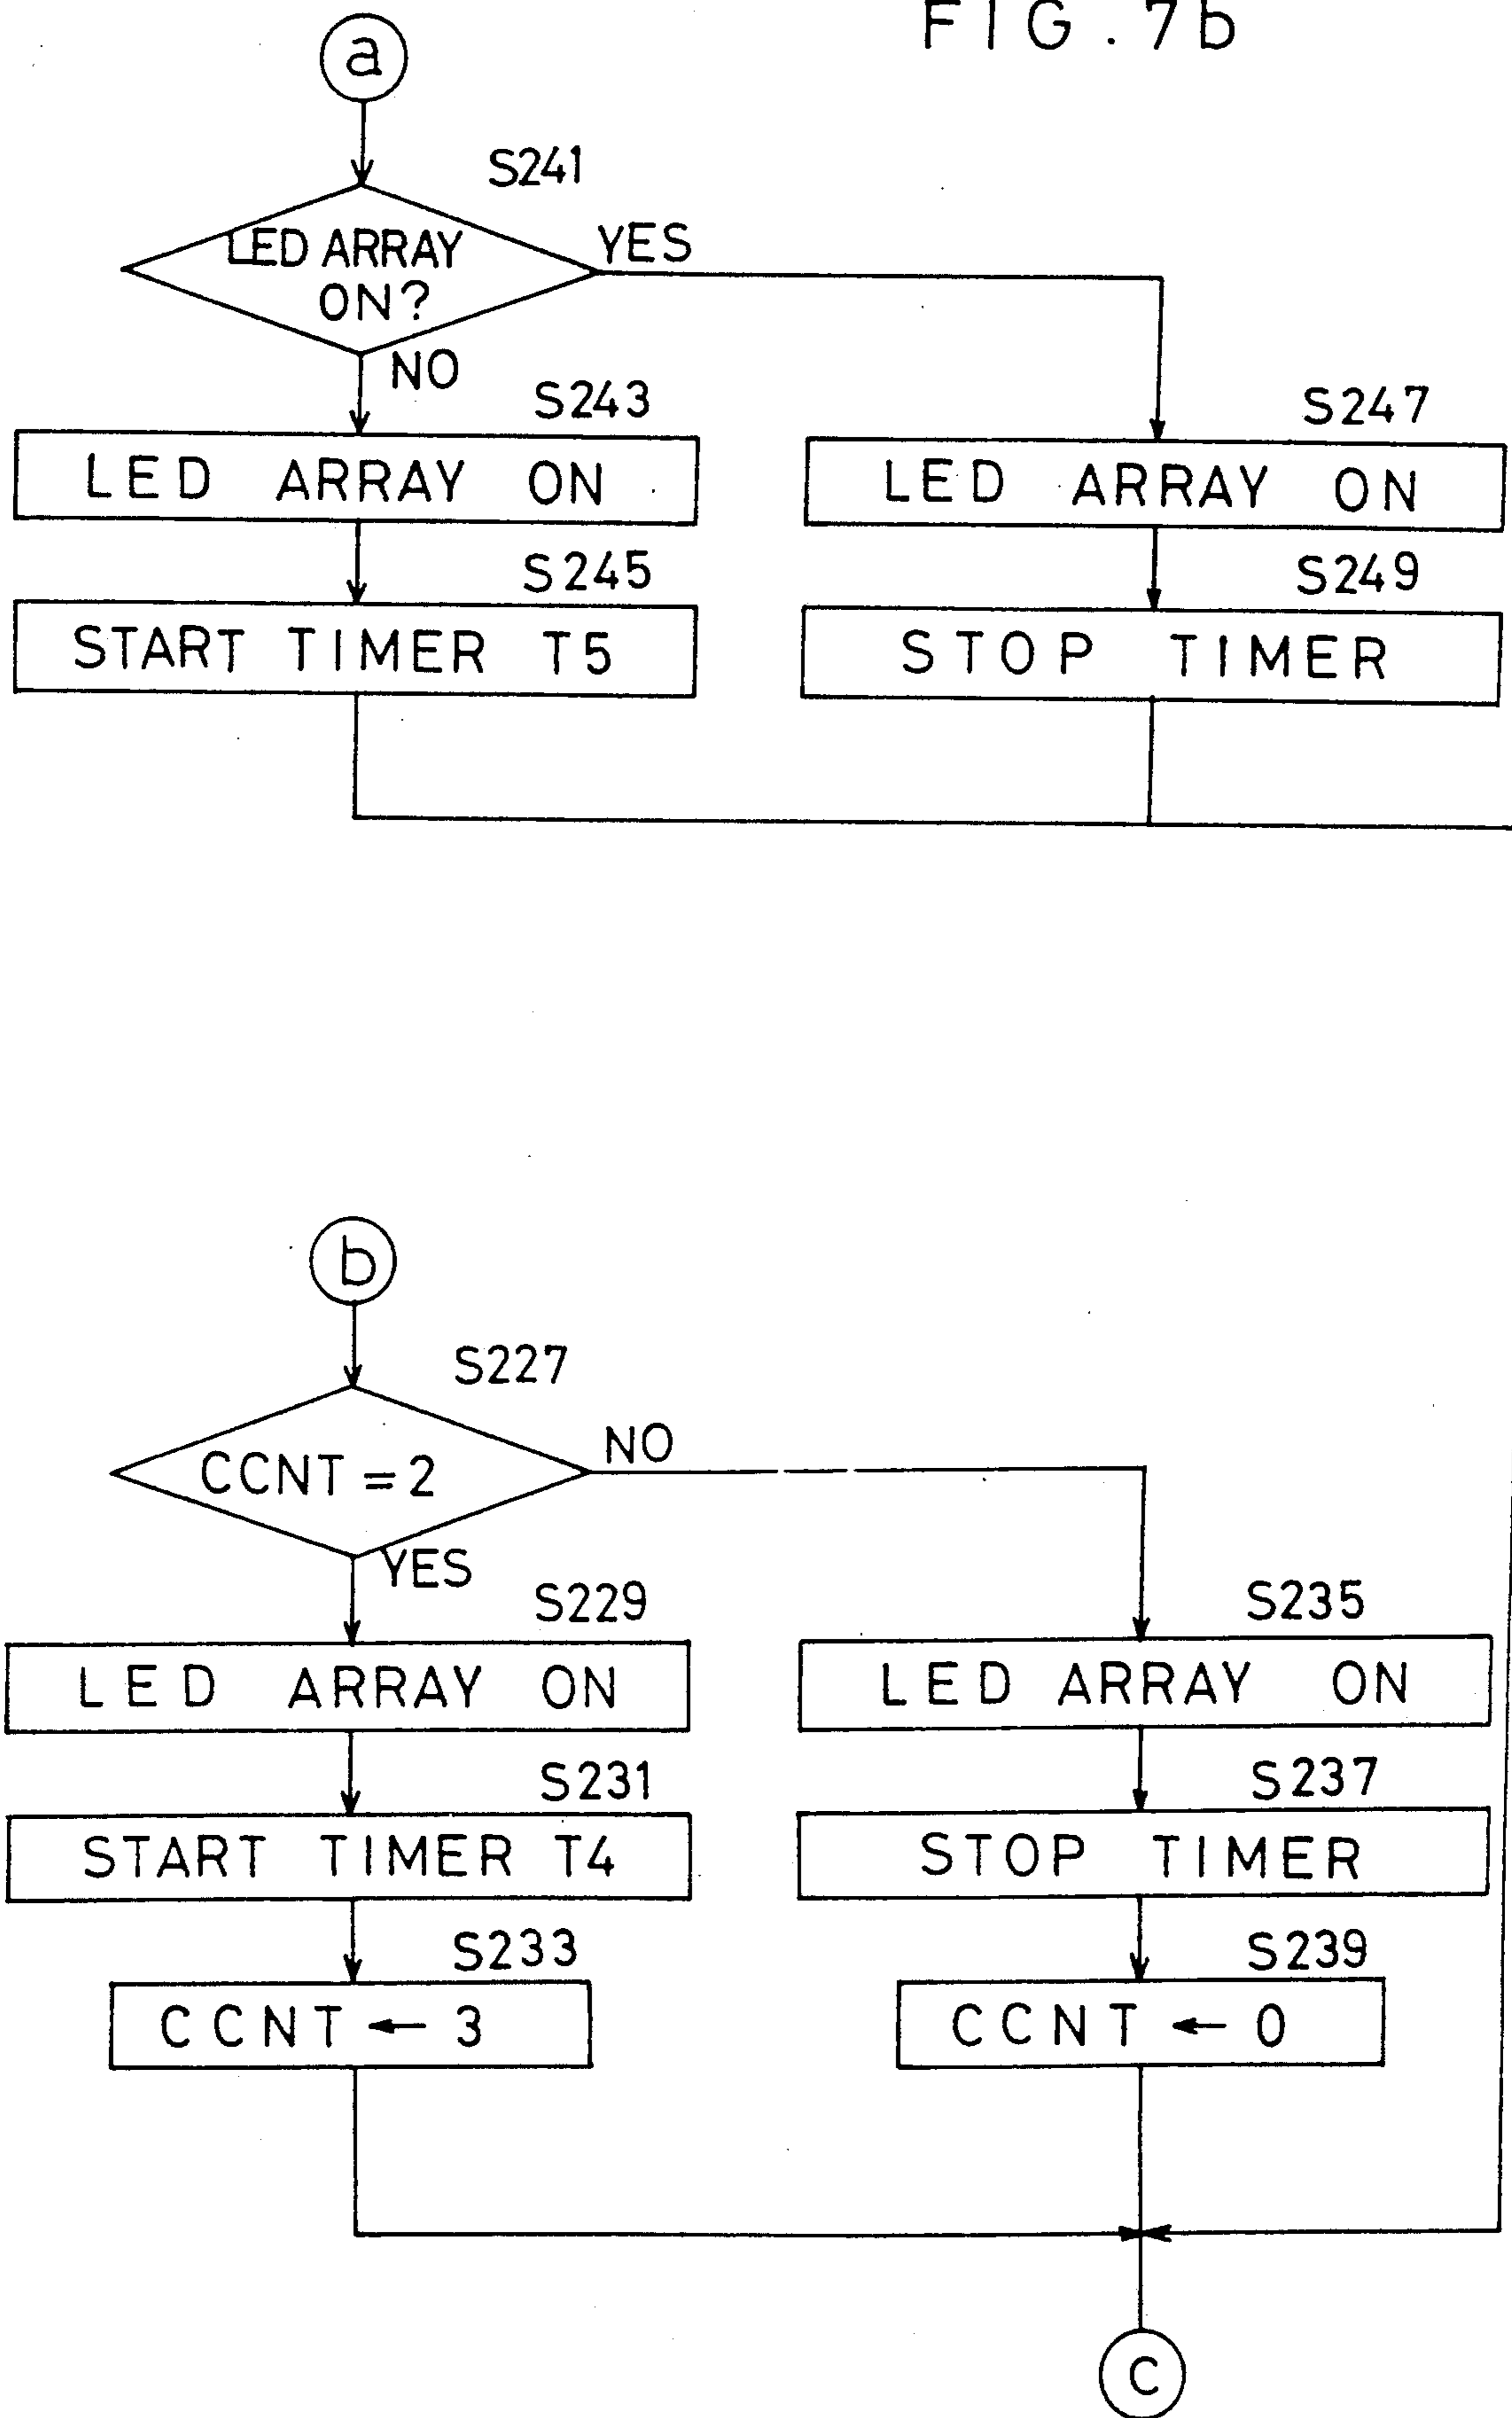 FIG. 7b
a
S241
LED ARRAY
ON?
YES
NO
S243
LED ARRAY ON
S247
LED ARRAY ON
S245
START TIMER T5
S249
STOP TIMER
b
S227
CCNT = 2
NO
YES
S229
LED ARRAY ON
S235
LED ARRAY ON
S231
START TIMER T4
S237
STOP TIMER
S233
CCNT ← 3
S239
CCNT ← 0
c